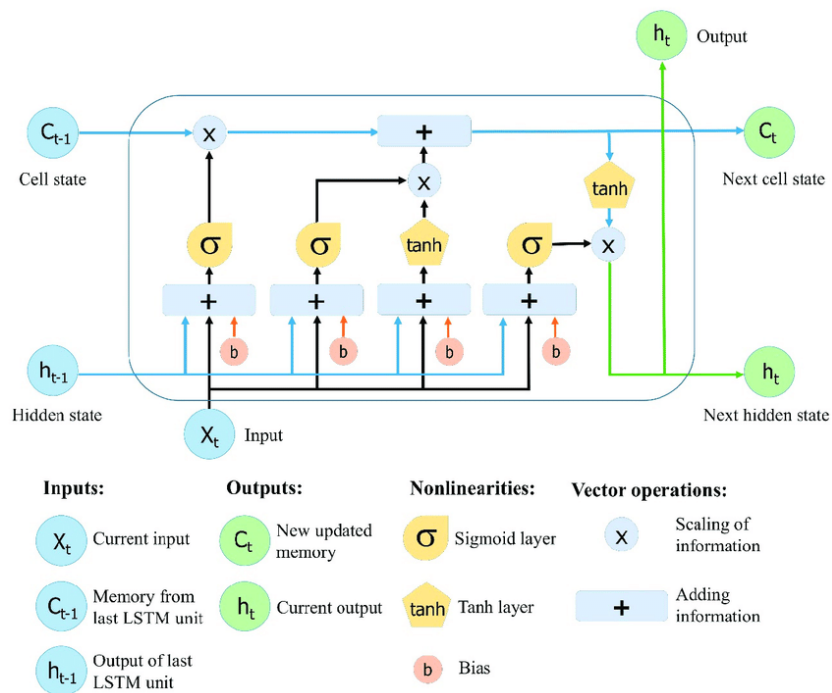 hₜ Output
Cₜ₋₁ x + Cₜ
Cell state Next cell state
tanh
x
σ σ tanh σ x
+ + + +
b b b b
hₜ₋₁ hₜ
Hidden state Next hidden state
Xₜ Input
Inputs: Outputs: Nonlinearities: Vector operations:
Xₜ Current input
Cₜ₋₁ Memory from
last LSTM unit
hₜ₋₁ Output of last
LSTM unit
Cₜ New updated
memory
hₜ Current output
σ Sigmoid layer
tanh Tanh layer
b Bias
x Scaling of
information
+ Adding
information